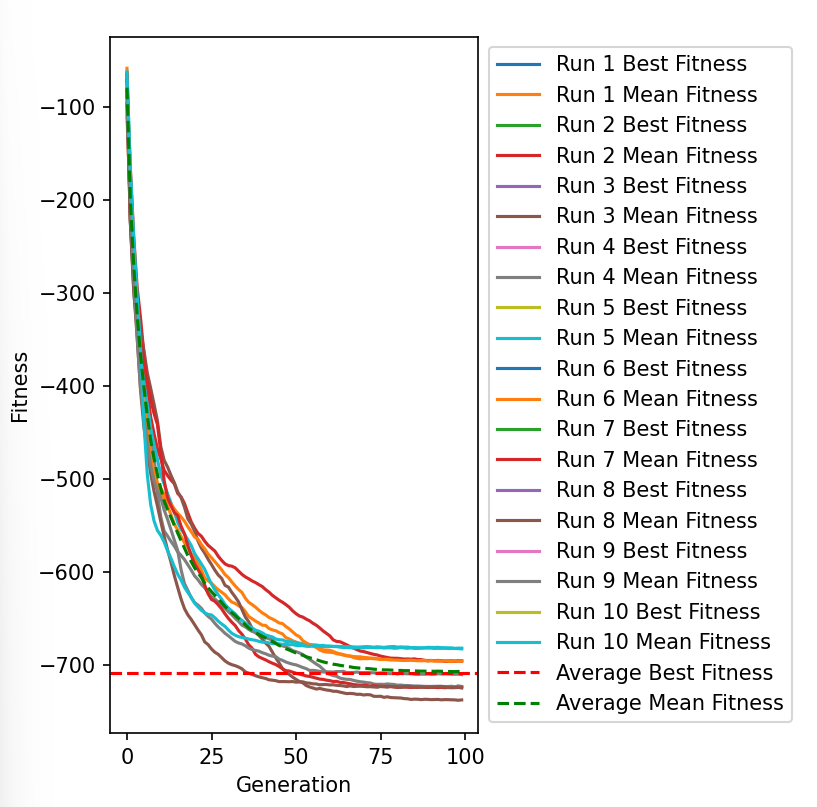 −100
−200
−300
−400
−500
−600
−700
Fitness
0
25
50
75
100
Generation
Run 1 Best Fitness
Run 1 Mean Fitness
Run 2 Best Fitness
Run 2 Mean Fitness
Run 3 Best Fitness
Run 3 Mean Fitness
Run 4 Best Fitness
Run 4 Mean Fitness
Run 5 Best Fitness
Run 5 Mean Fitness
Run 6 Best Fitness
Run 6 Mean Fitness
Run 7 Best Fitness
Run 7 Mean Fitness
Run 8 Best Fitness
Run 8 Mean Fitness
Run 9 Best Fitness
Run 9 Mean Fitness
Run 10 Best Fitness
Run 10 Mean Fitness
Average Best Fitness
Average Mean Fitness